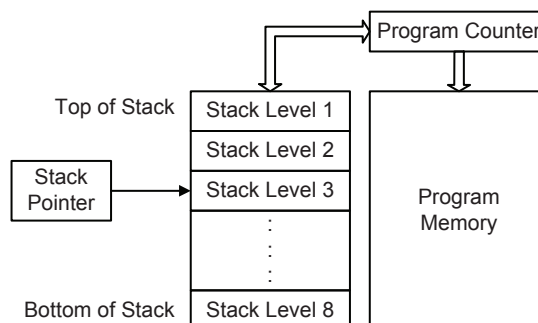 Program Counter
Top of Stack
Stack Level 1
Stack Level 2
Stack
Pointer
Stack Level 3
Program
Memory
Bottom of Stack
Stack Level 8